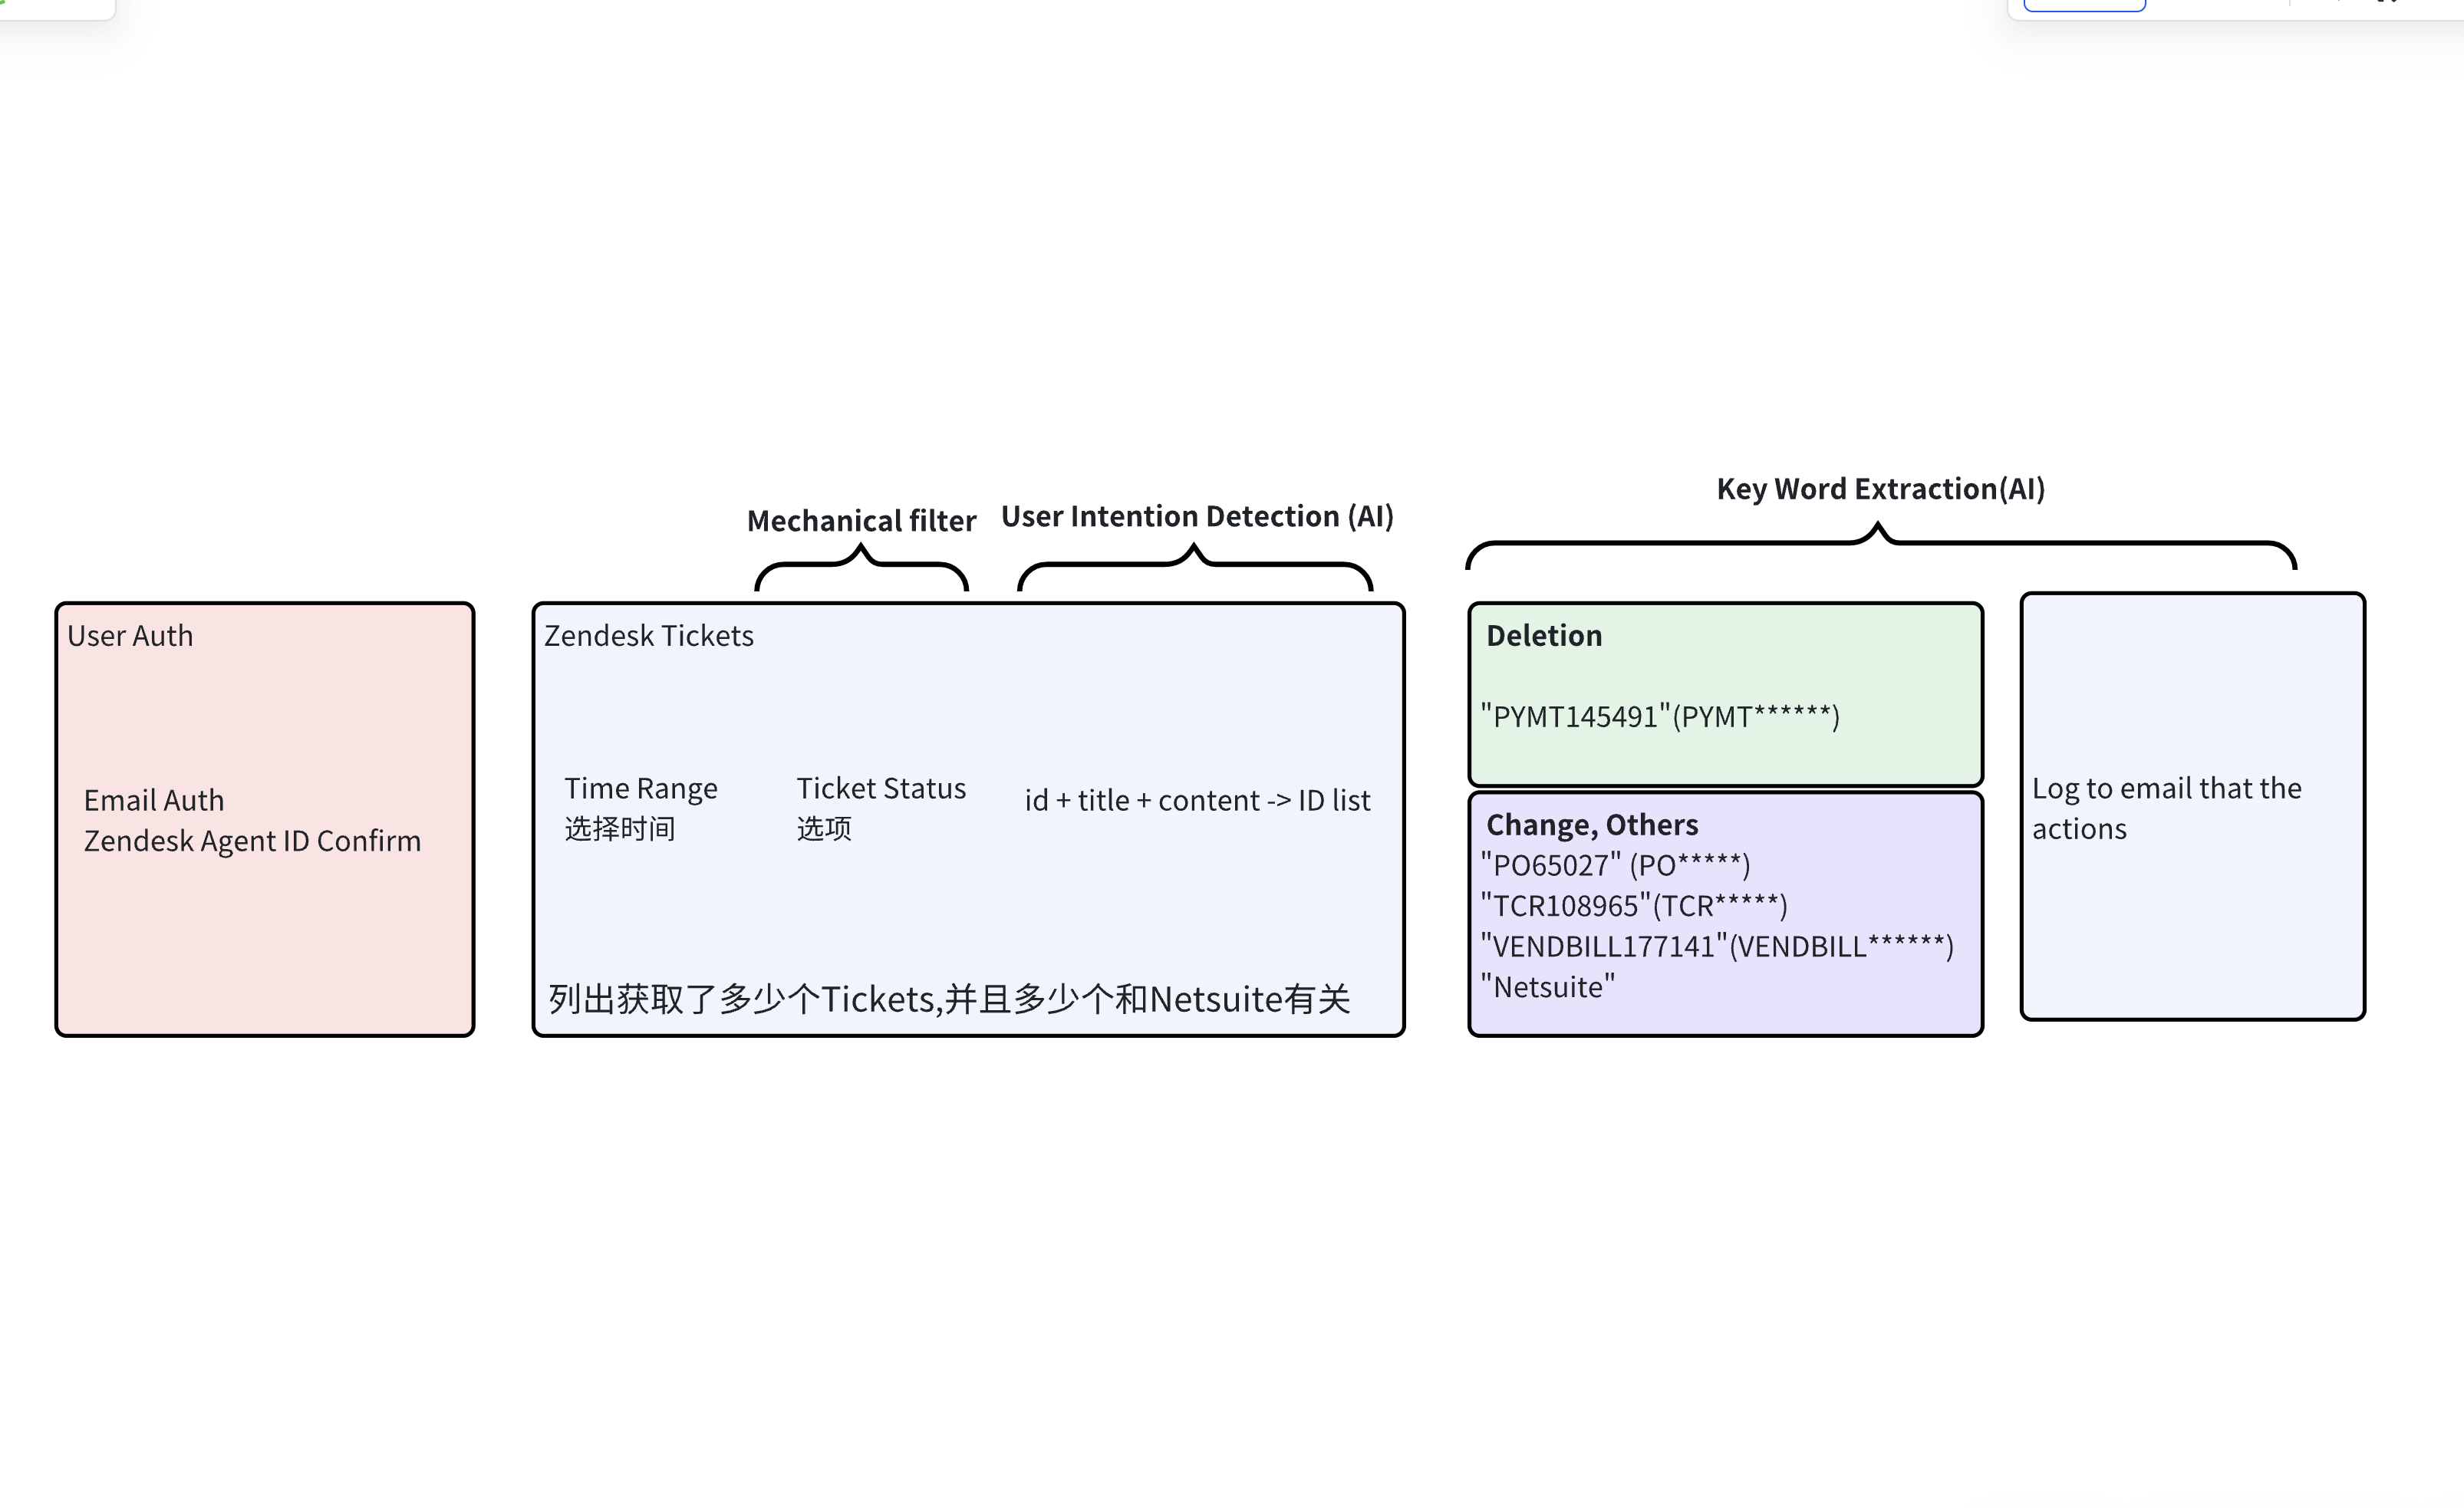 Key Word Extraction(AI)
Mechanical filter
User Intention Detection (AI)
User Auth
Email Auth
Zendesk Agent ID Confirm
Zendesk Tickets
Time Range
选择时间
Ticket Status
选项
id + title + content -> ID list
列出获取了多少个Tickets,并且多少个和Netsuite有关
Deletion
"PYMT145491"(PYMT******)
Change, Others
"PO65027" (PO*****)
"TCR108965"(TCR*****)
"VENDBILL177141"(VENDBILL******)
"Netsuite"
Log to email that the
actions